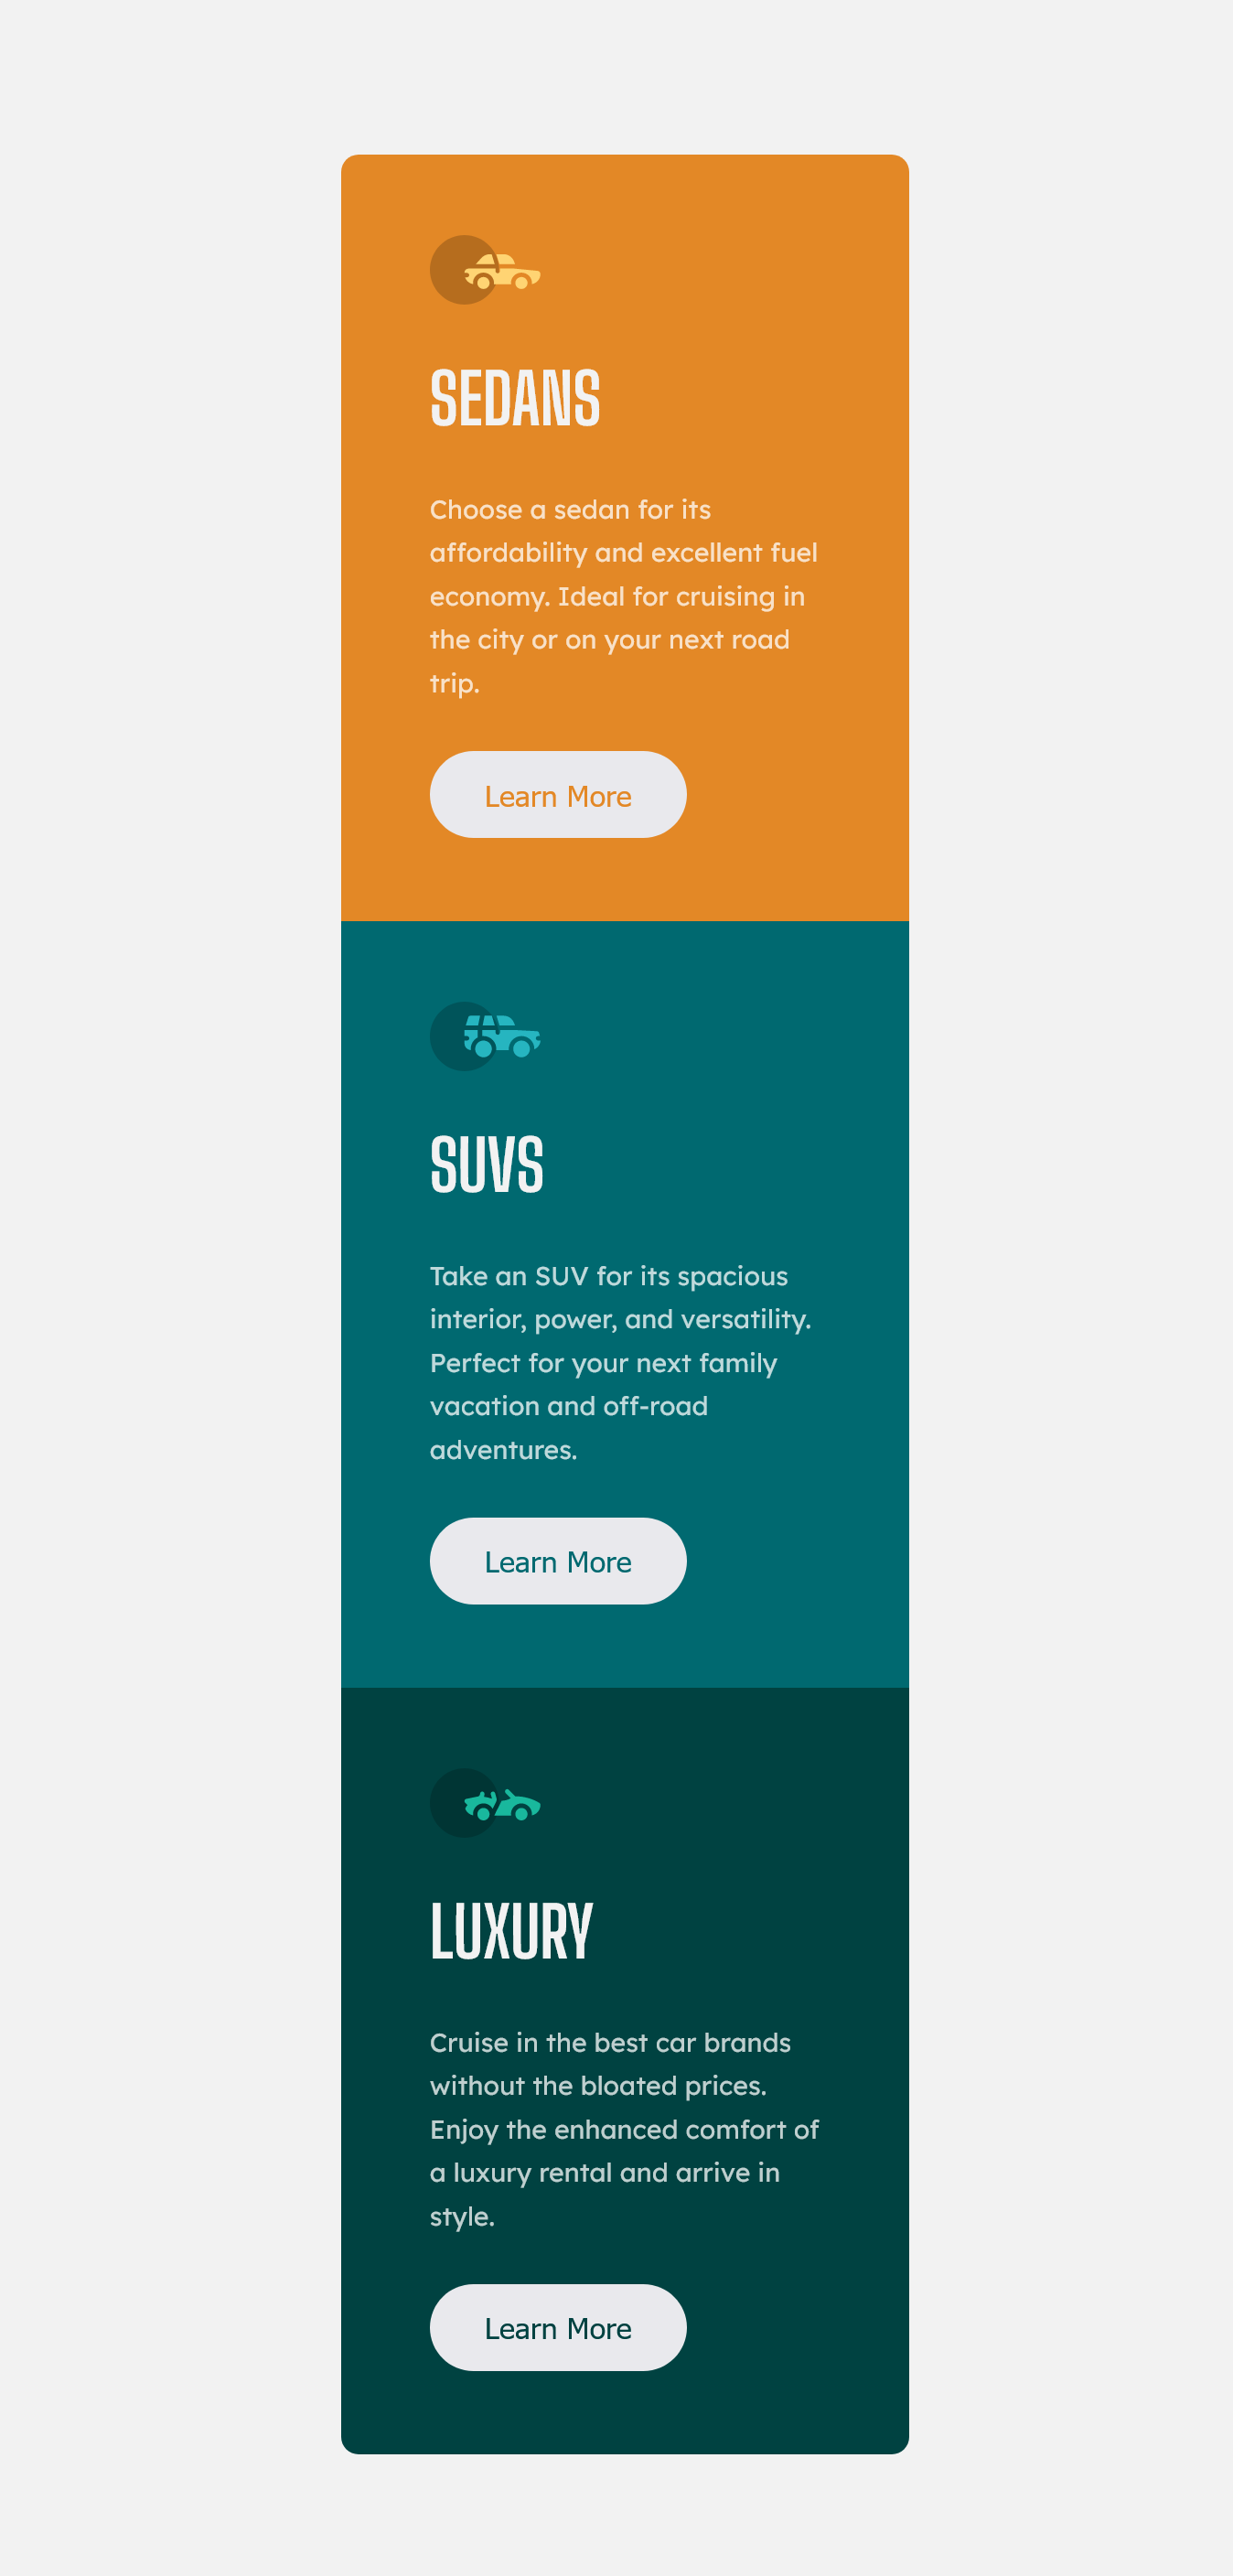 SEDANS
Choose a sedan for its
affordability and excellent fuel
economy. Ideal for cruising in
the city or on your next road
trip.
Learn More
SUVS
Take an SUV for its spacious
interior, power, and versatility.
Perfect for your next family
vacation and off-road
adventures.
Learn More
LUXURY
Cruise in the best car brands
without the bloated prices.
Enjoy the enhanced comfort of
a luxury rental and arrive in
style.
Learn More